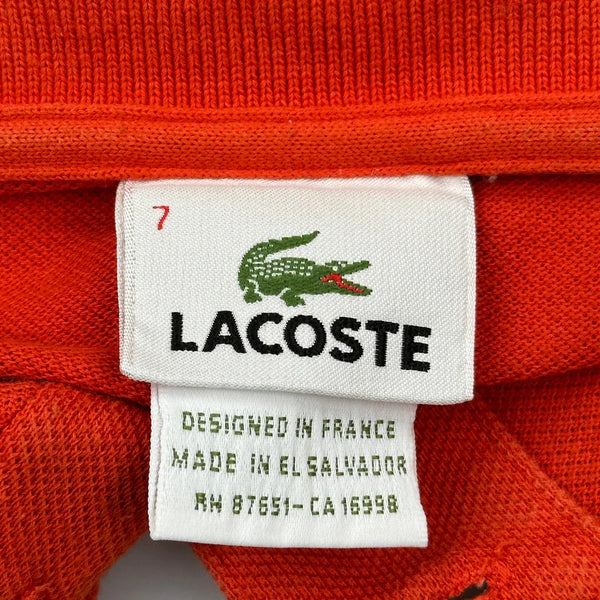 7
LACOSTE
DESIGNED IN FRANCE
MADE IN EL SALVADOR
RN 87651-CA 16998